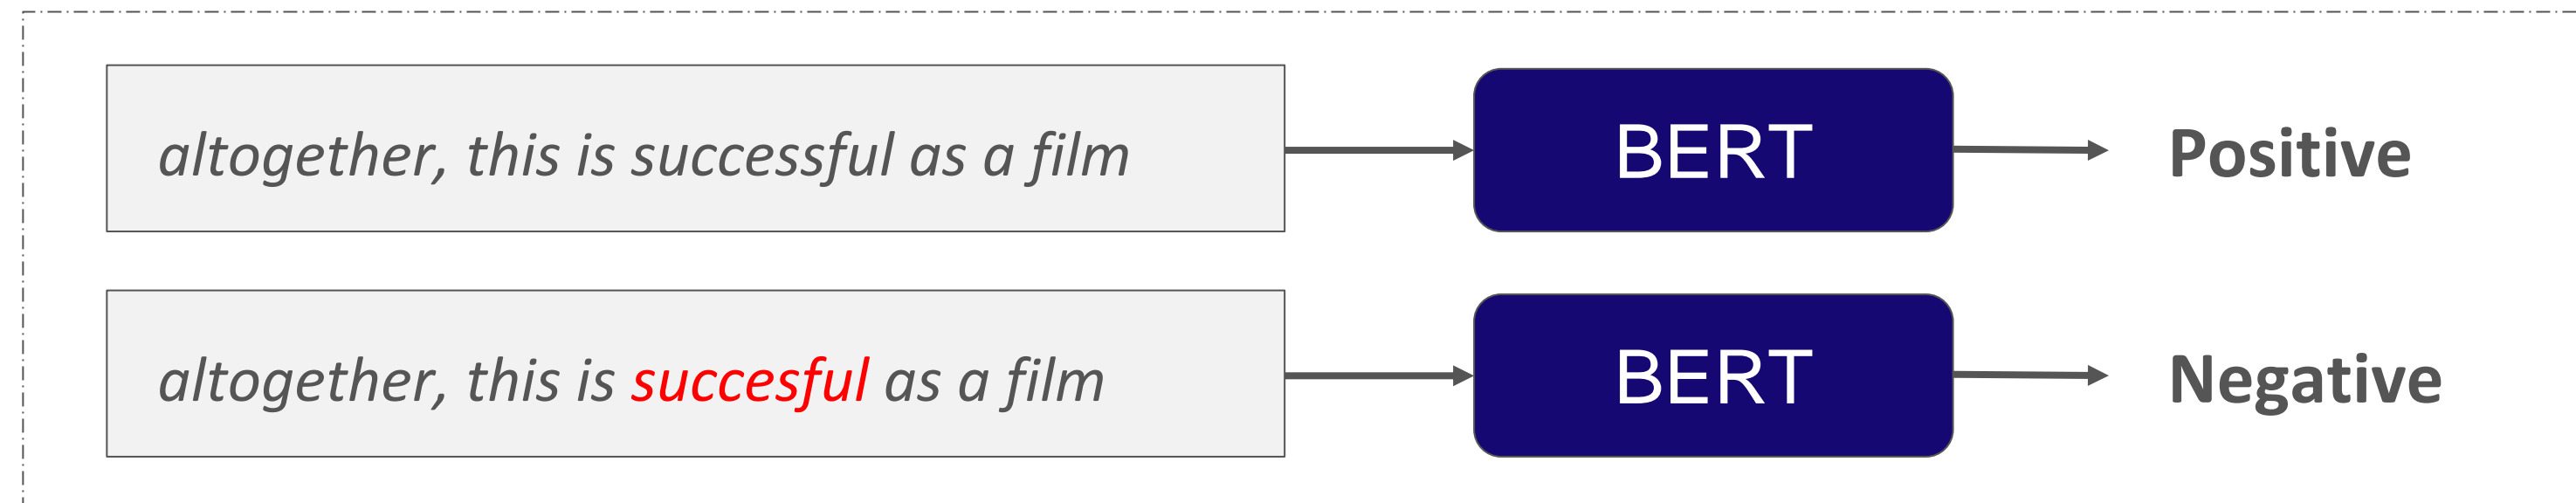 altogether, this is successful as a film BERT Positive
altogether, this is succesful as a film BERT Negative